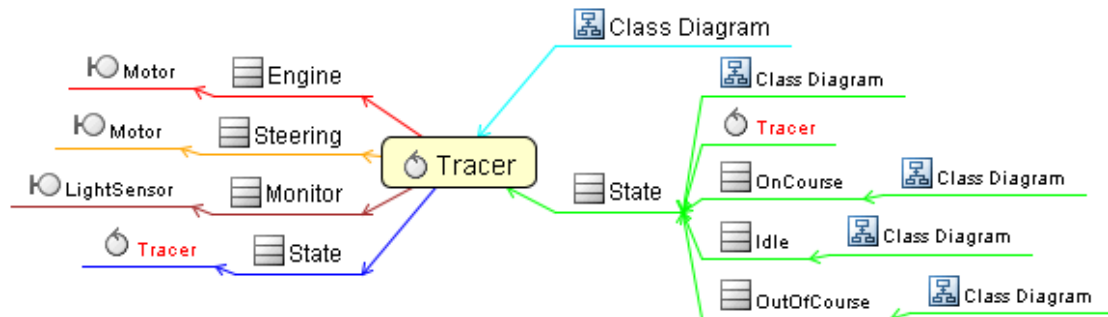 Class Diagram
Motor
Engine
Motor
Steering
LightSensor
Monitor
Tracer
State
Tracer
State
Class Diagram
Tracer
OnCourse
Class Diagram
Idle
Class Diagram
OutOfCourse
Class Diagram